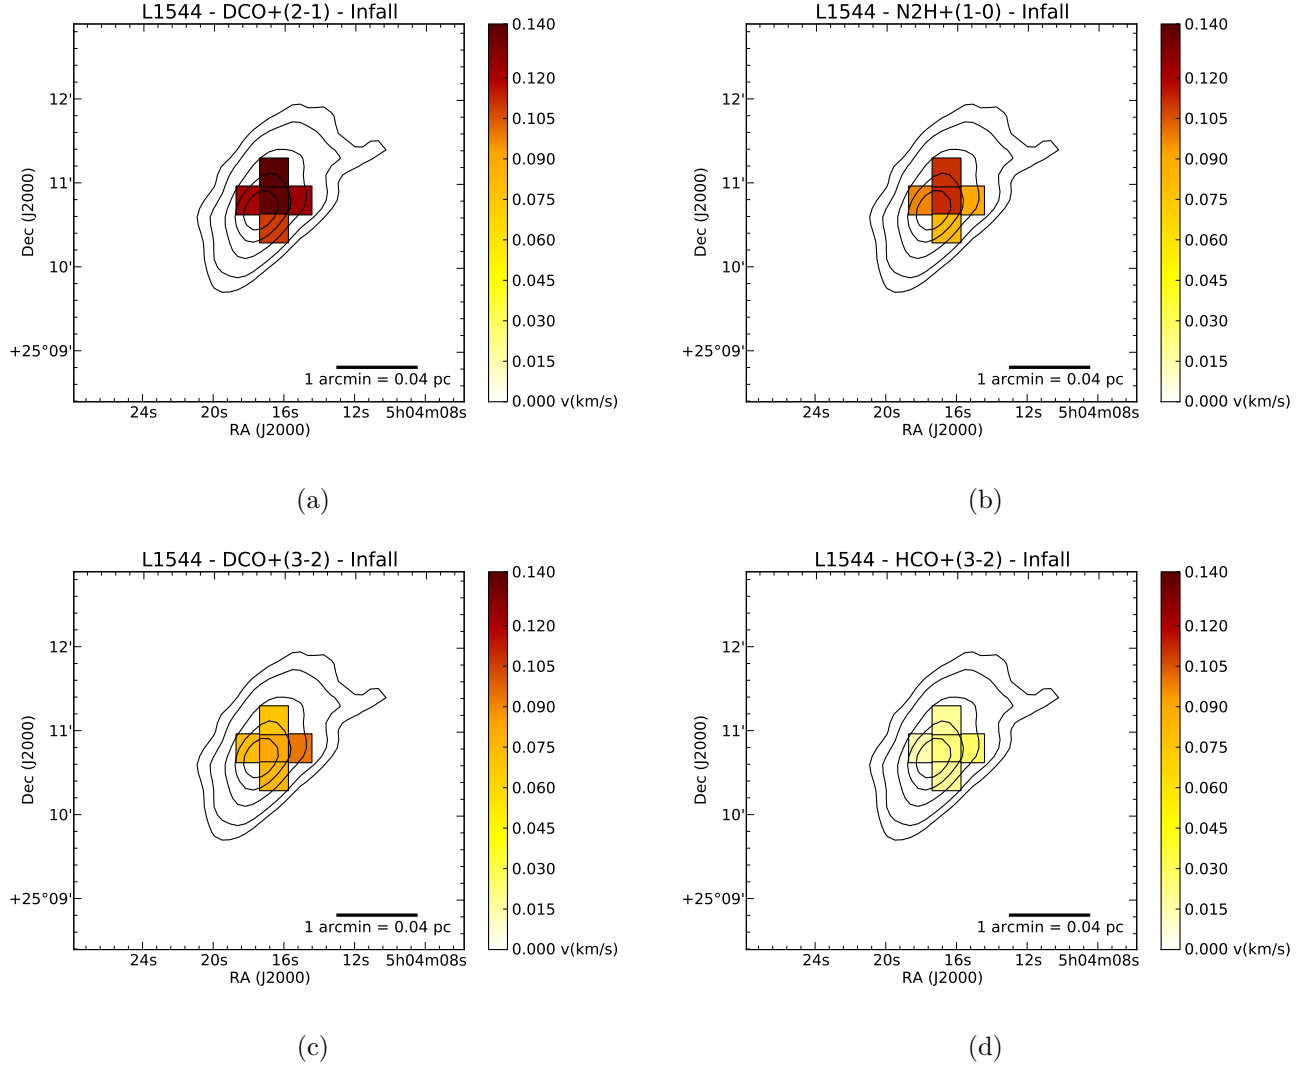 L1544 - DCO+(2-1) - Infall
0.140
0.120
0.105
0.090
0.075
0.060
0.045
0.030
0.015
0.000 v(km/s)
12'
11'
10'
+25°09'
Dec (J2000)
1 arcmin = 0.04 pc
24s 20s 16s 12s 5h04m08s
RA (J2000)
(a)
L1544 - N2H+(1-0) - Infall
0.140
0.120
0.105
0.090
0.075
0.060
0.045
0.030
0.015
0.000 v(km/s)
12'
11'
10'
+25°09'
Dec (J2000)
1 arcmin = 0.04 pc
24s 20s 16s 12s 5h04m08s
RA (J2000)
(b)
L1544 - DCO+(3-2) - Infall
0.140
0.120
0.105
0.090
0.075
0.060
0.045
0.030
0.015
0.000 v(km/s)
12'
11'
10'
+25°09'
Dec (J2000)
1 arcmin = 0.04 pc
24s 20s 16s 12s 5h04m08s
RA (J2000)
(c)
L1544 - HCO+(3-2) - Infall
0.140
0.120
0.105
0.090
0.075
0.060
0.045
0.030
0.015
0.000 v(km/s)
12'
11'
10'
+25°09'
Dec (J2000)
1 arcmin = 0.04 pc
24s 20s 16s 12s 5h04m08s
RA (J2000)
(d)